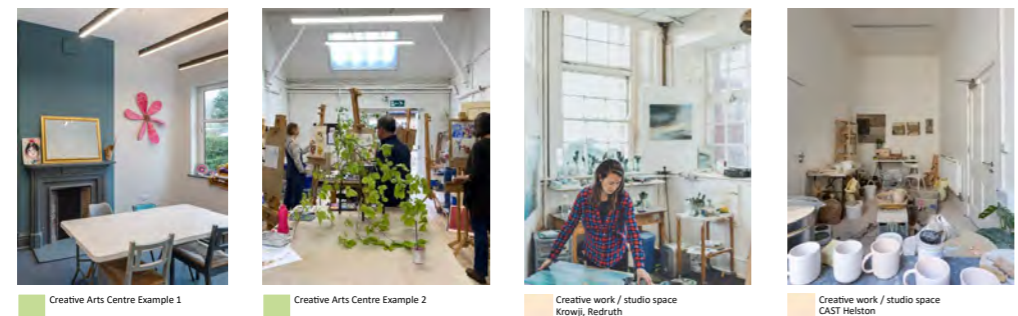 Creative Arts Centre Example 1
Creative Arts Centre Example 2
Creative work / studio space
Krowji, Redruth
Creative work / studio space
CAST Helston